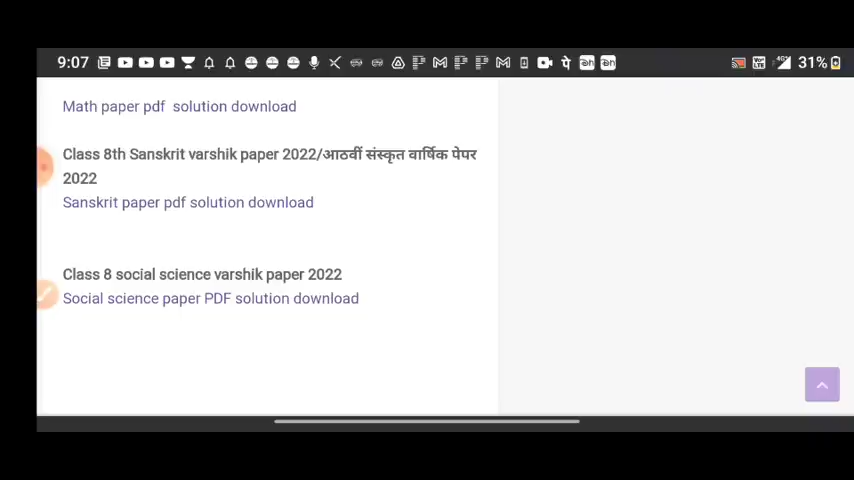 9:07 31%
Math paper pdf solution download
Class 8th Sanskrit varshik paper 2022/आठवीं संस्कृत वार्षिक पेपर
2022
Sanskrit paper pdf solution download
Class 8 social science varshik paper 2022
Social science paper PDF solution download